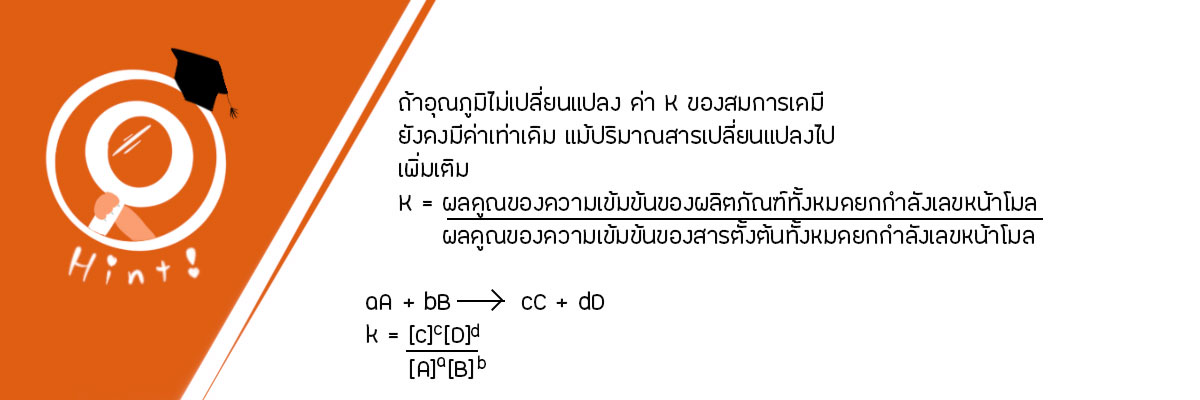 Hint!
ถ้าอุณภูมิไม่เปลี่ยนแปลง ค่า K ของสมการเคมี
ยังคงมีค่าเท่าเดิม แม้ปริมาณสารเปลี่ยนแปลงไป
เพิ่มเติม
K = ผลคูณของความเข้มข้นของผลิตภัณฑ์ทั้งหมดยกกำลังเลขหน้าโมล
ผลคูณของความเข้มข้นของสารตั้งต้นทั้งหมดยกกำลังเลขหน้าโมล
aA + bB → cC + dD
k = [C]ᶜ[D]ᵈ
[A]ᵃ[B]ᵇ